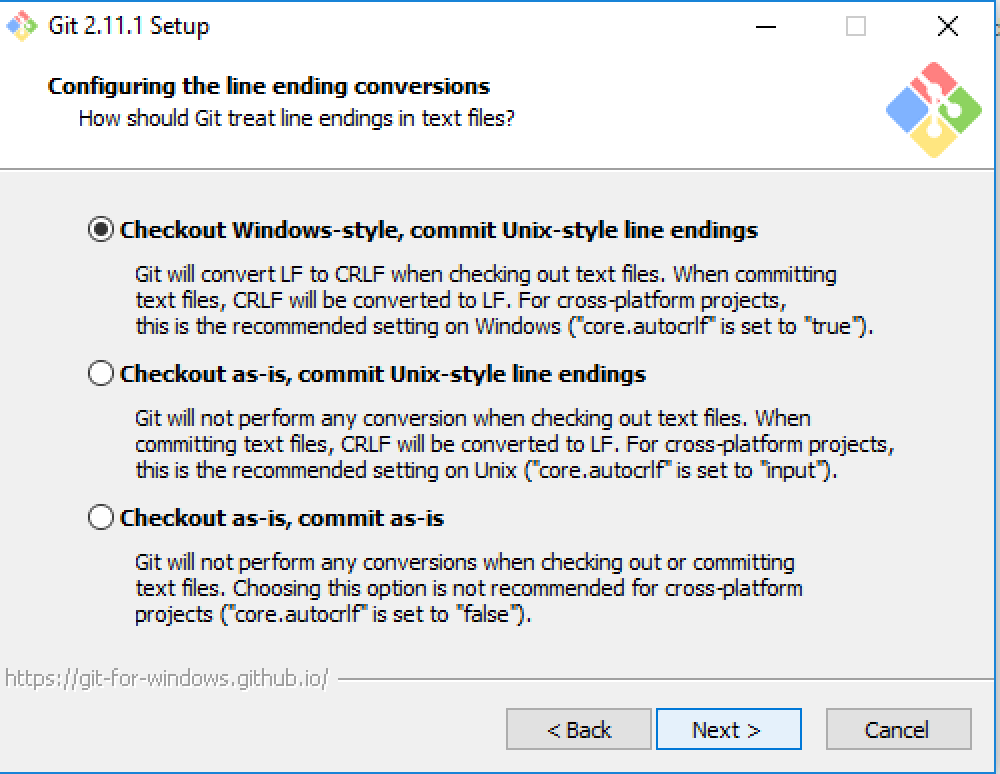 Git 2.11.1 Setup
Configuring the line ending conversions
How should Git treat line endings in text files?
Checkout Windows-style, commit Unix-style line endings
Git will convert LF to CRLF when checking out text files. When committing
text files, CRLF will be converted to LF. For cross-platform projects,
this is the recommended setting on Windows ("core.autocrlf" is set to "true").
Checkout as-is, commit Unix-style line endings
Git will not perform any conversion when checking out text files. When
committing text files, CRLF will be converted to LF. For cross-platform projects,
this is the recommended setting on Unix ("core.autocrlf" is set to "input").
Checkout as-is, commit as-is
Git will not perform any conversions when checking out or committing
text files. Choosing this option is not recommended for cross-platform
projects ("core.autocrlf" is set to "false").
https://git-for-windows.github.io/
< Back Next > Cancel